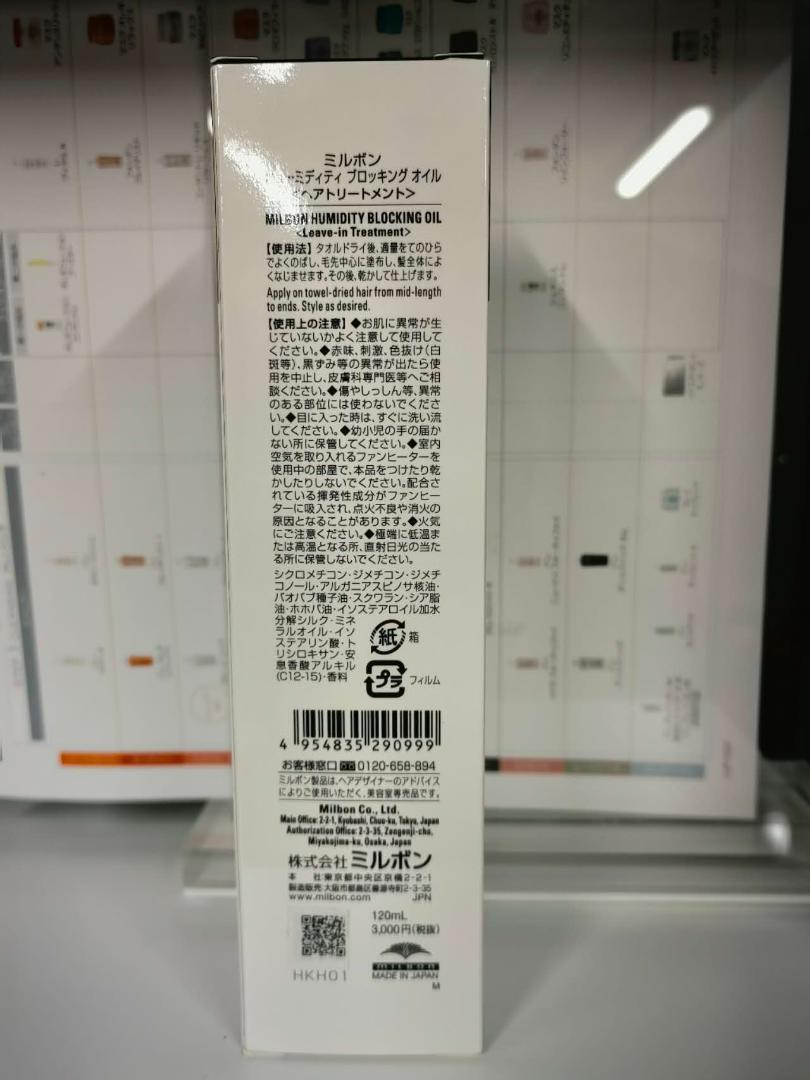 ミルボン
ーミディティ ブロッキング オイル
<ヘアトリートメント>
MILBON HUMIDITY BLOCKING OIL
<Leave-in Treatment>
【使用法】タオルドライ後、適量をてのひら
でよくのばし、毛先中心に塗布し、髪全体によ
くなじませます。その後、乾かして仕上げます。
Apply on towel-dried hair from mid-length
to ends. Style as desired.
【使用上の注意】◆お肌に異常が生
じていないかよく注意して使用して
ください。◆赤味、刺激、色抜け(白
斑等)、黒ずみ等の異常が出たら使
用を中止し、皮膚科専門医等へご相
談ください。◆傷やしっしん等、異常
のある部位には使わないでくださ
い。◆目に入った時は、すぐに洗い流
してください。◆幼小児の手の届か
ない所に保管してください。◆室内
空気を取り入れるファンヒーターを
使用中の部屋で、本品をつけたり乾
かしたりしないでください。配合さ
れている揮発性成分がファンヒー
ターに吸入され、点火不良や消火の
原因となることがあります。◆火気
にご注意ください。◆極端に低温ま
たは高温となる所、直射日光の当た
る所に保管しないでください。
シクロメチコン・ジメチコン・ジメチ
コノール・アルガニアスピノサ核油・
バオバブ種子油・スクワラン・シア脂
油・ホホバ油・イソステアロイル加水
分解シルク・ミネ
ラルオイル・イソ
ステアリン酸・ト
リシロキサン・安
息香酸アルキル
(C12-15)・香料
紙 箱
プラ フィルム
4 954835 290999
お客様窓口 0120-658-894
ミルボン製品は、ヘアデザイナーのアドバイス
によりご使用いただく、美容室専売品です。
Milbon Co., Ltd.
Main Office: 2-2-1, Kyobashi, Chuo-ku, Tokyo, Japan
Authorization Office: 2-3-35, Zengenji-cho,
Miyakojima-ku, Osaka, Japan
株式会社 ミルボン
本 社:東京都中央区京橋2-2-1
製造販売:大阪市都島区善源寺町2-3-35
www.milbon.com JPN
120mL
3,000円(税抜)
milbon
HKH01
MADE IN JAPAN
M